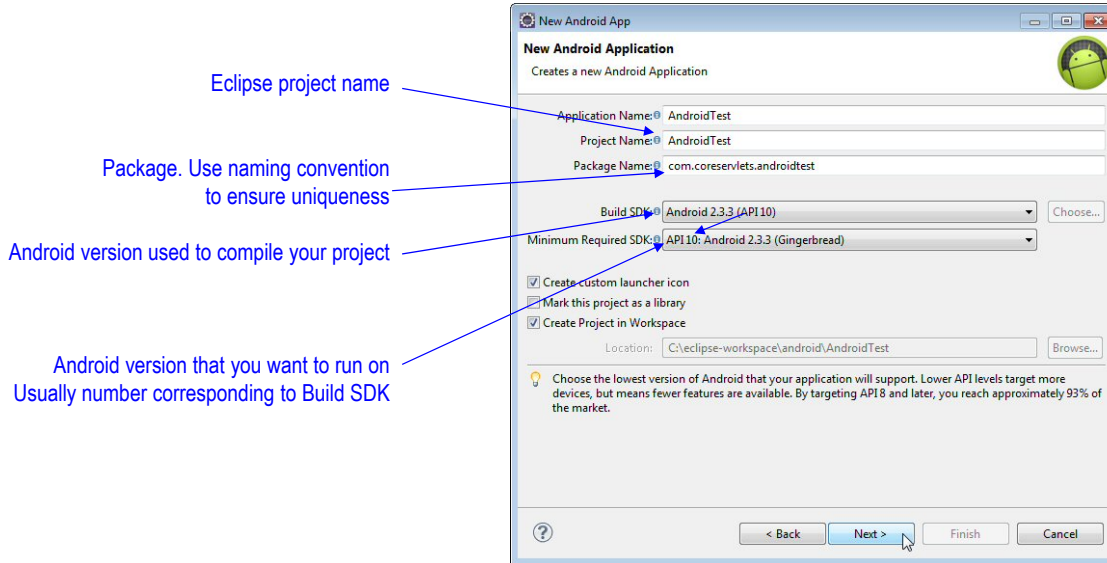 New Android App
New Android Application
Creates a new Android Application
Eclipse project name
Application Name: AndroidTest
Project Name: AndroidTest
Package. Use naming convention
to ensure uniqueness
Package Name: com.coreservlets.androidtest
Build SDK: Android 2.3.3 (API 10) Choose...
Android version used to compile your project
Minimum Required SDK: API 10: Android 2.3.3 (Gingerbread)
Create custom launcher icon
Mark this project as a library
Create Project in Workspace
Location: C:\eclipse-workspace\android\AndroidTest Browse...
Android version that you want to run on
Usually number corresponding to Build SDK
Choose the lowest version of Android that your application will support. Lower API levels target more
devices, but means fewer features are available. By targeting API 8 and later, you reach approximately 93% of
the market.
? < Back Next > Finish Cancel